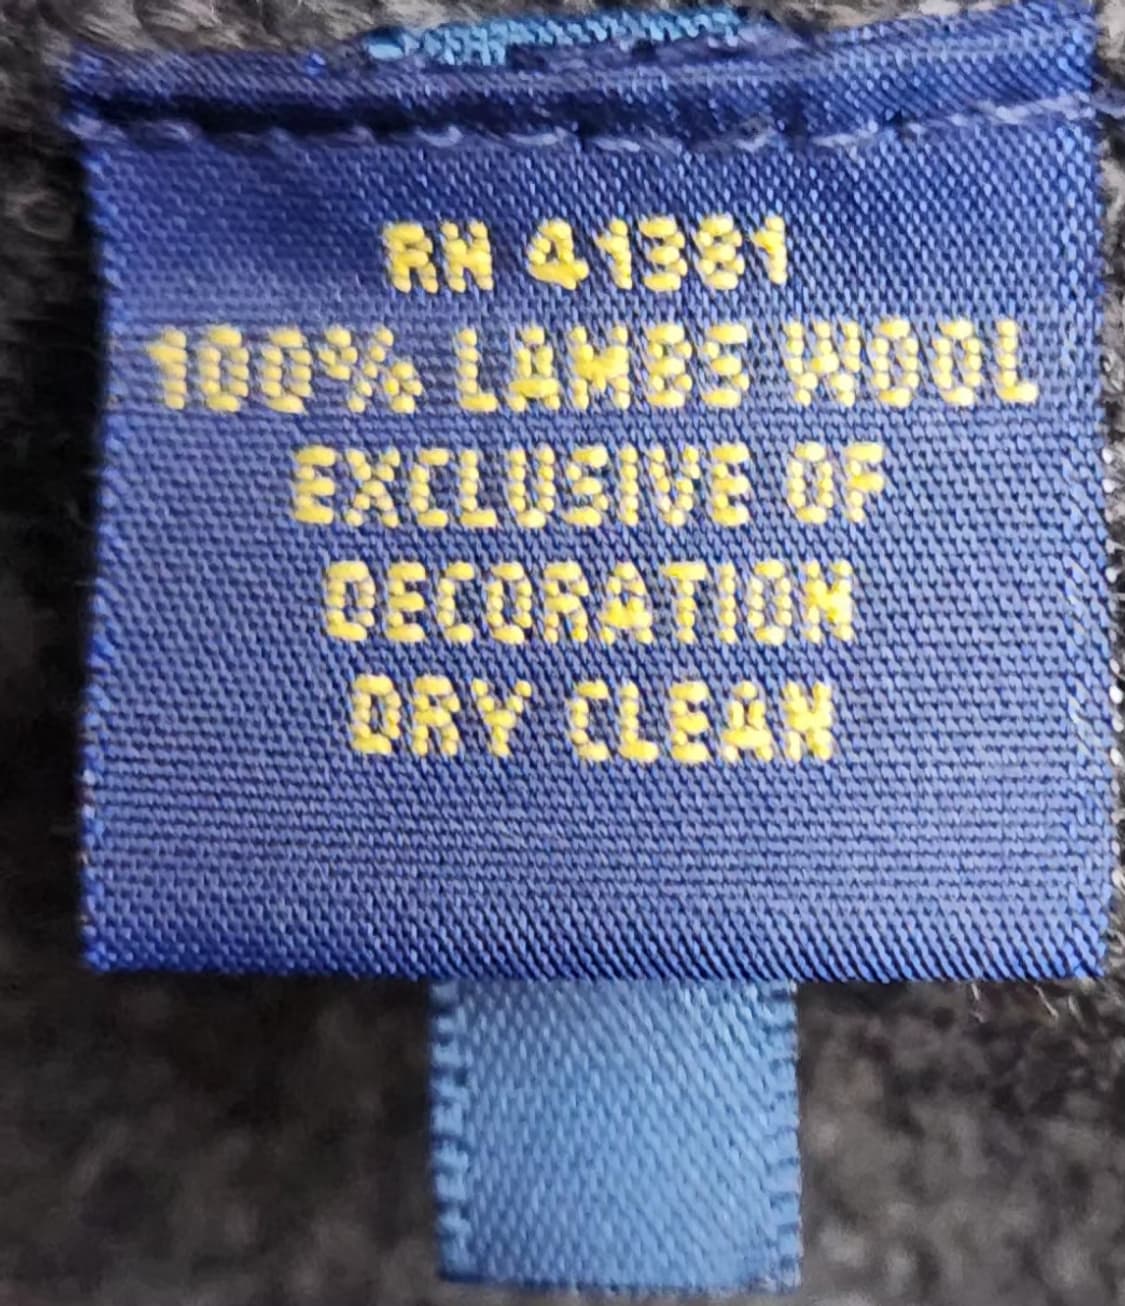 RN 41381
100% LAMBS WOOL
EXCLUSIVE OF
DECORATION
DRY CLEAN